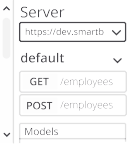 Server
https://dev.smartb
default
GET /employees
POST /employees
Models